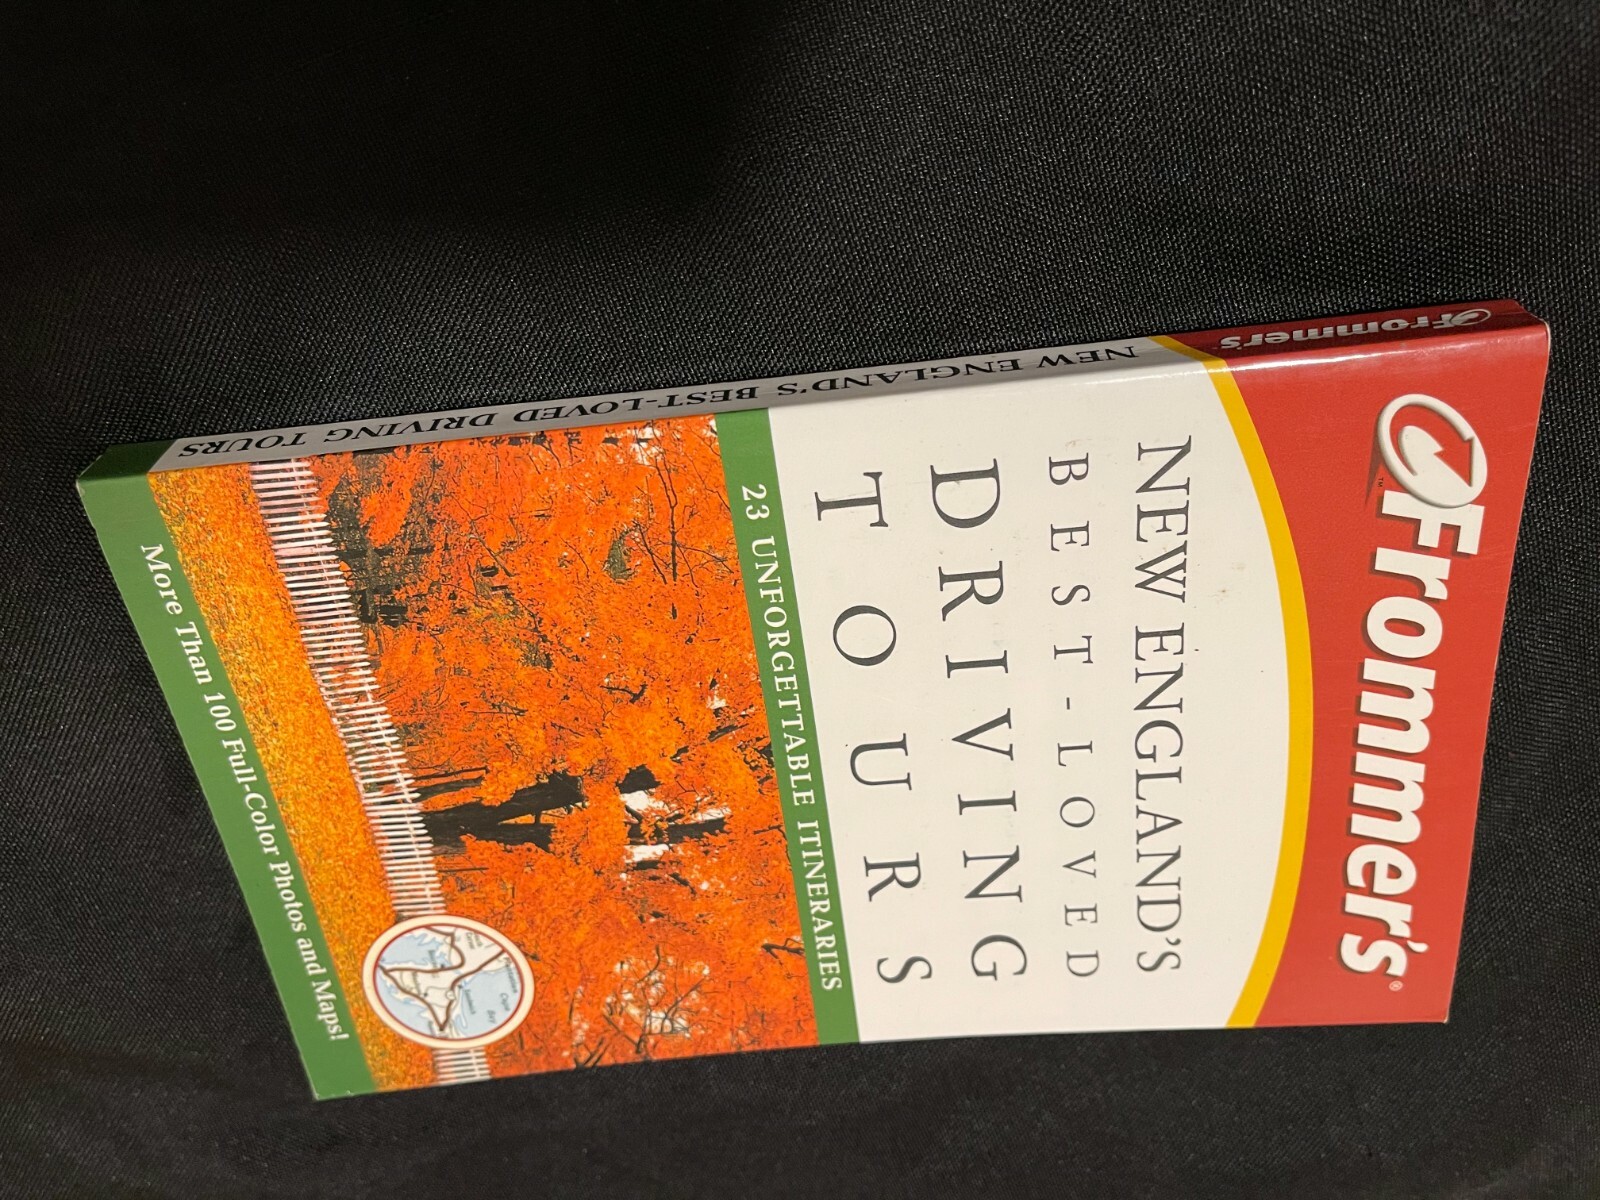 Frommer's®
NEW ENGLAND'S
BEST-LOVED
DRIVING
TOURS
23 UNFORGETTABLE ITINERARIES
More Than 100 Full-Color Photos and Maps!
Frommer's
NEW ENGLAND'S BEST-LOVED DRIVING TOURS